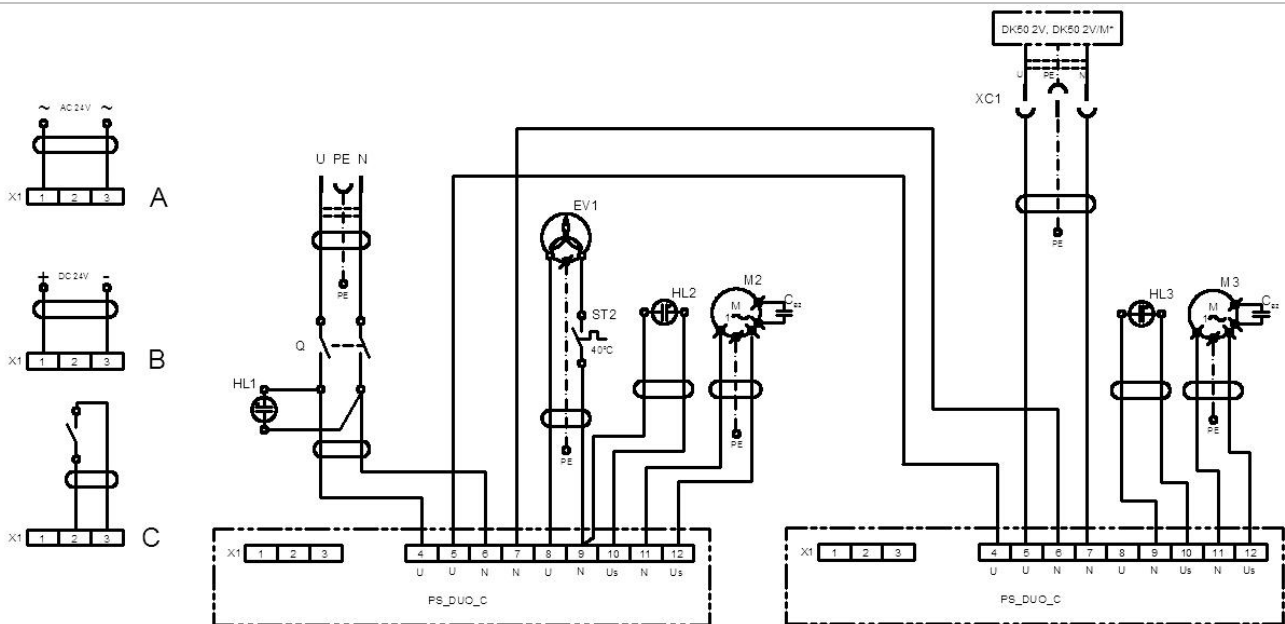 DK50 2V, DK50 2V/M*
U PE N
XC1
~ AC 24V ~
X1 1 2 3 A
U PE N
EV1
PE
PE
+ DC 24V -
X1 1 2 3 B
Q
HL1
ST2
40°C
HL2
M2
M
1~
PE
PE
HL3
M3
M
1~
PE
X1 1 2 3 C
X1 1 2 3
4 5 6 7 8 9 10 11 12
U U N N U N Us N Us
PS_DUO_C
X1 1 2 3
4 5 6 7 8 9 10 11 12
U U N N U N Us N Us
PS_DUO_C